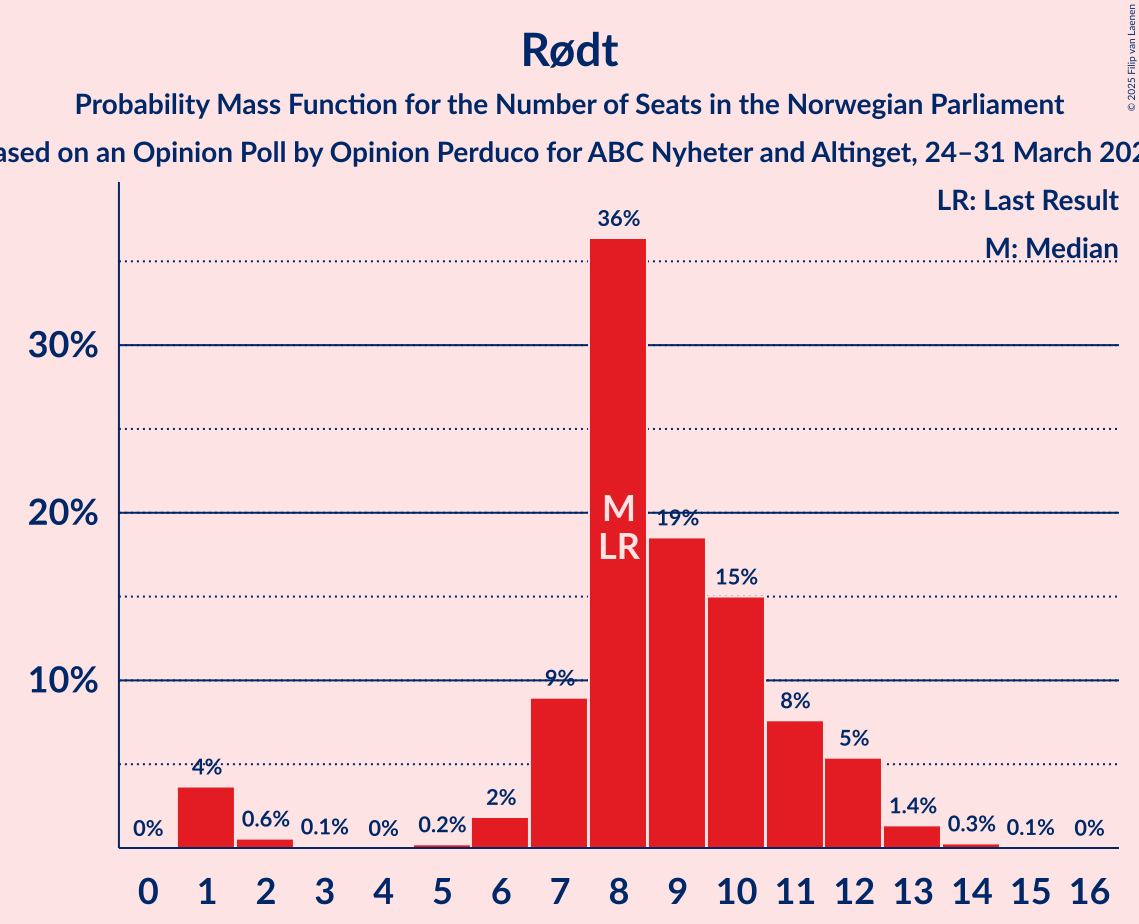 © 2025 Filip van Laenen
Rødt
Probability Mass Function for the Number of Seats in the Norwegian Parliament
on an Opinion Poll by Opinion Perduco for ABC Nyheter and Altinget, 24–31 March
LR: Last Result
M: Median
36%
30%
20%
M
19%
LR
15%
10%
9%
8%
5%
4%
2%
1.4%
0% 0.6% 0.1% 0% 0.2% 0.3% 0.1% 0%
0 1 2 3 4 5 6 7 8 9 10 11 12 13 14 15 16